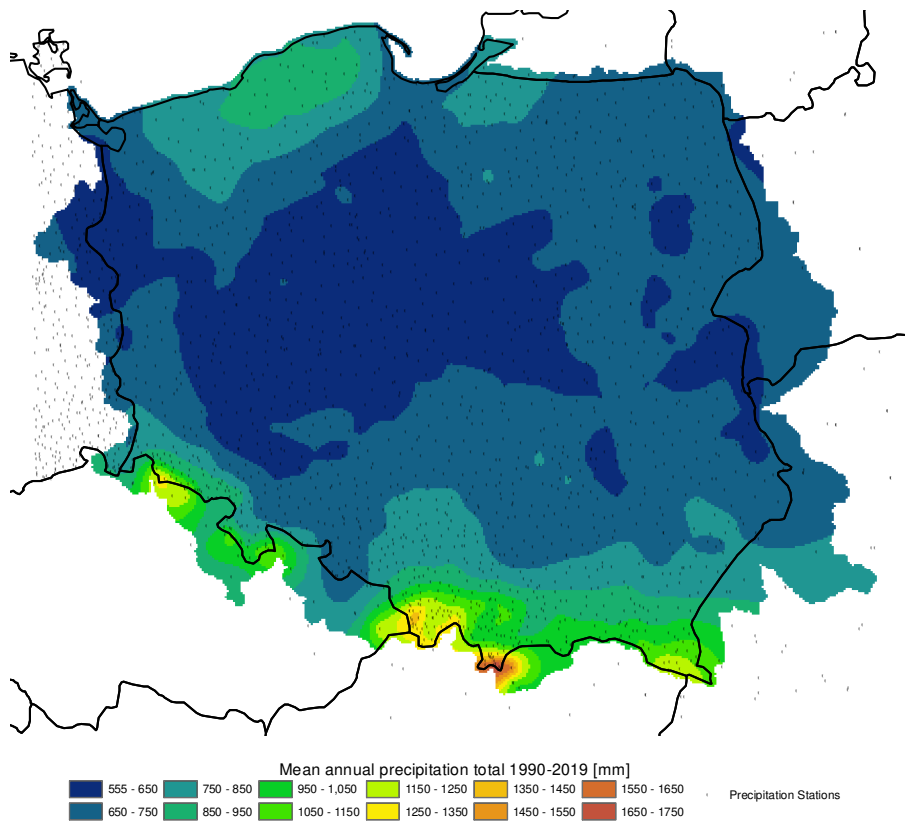 Mean annual precipitation total 1990-2019 [mm]
555 - 650 750 - 850 950 - 1,050 1150 - 1250 1350 - 1450 1550 - 1650
650 - 750 850 - 950 1050 - 1150 1250 - 1350 1450 - 1550 1650 - 1750
Precipitation Stations